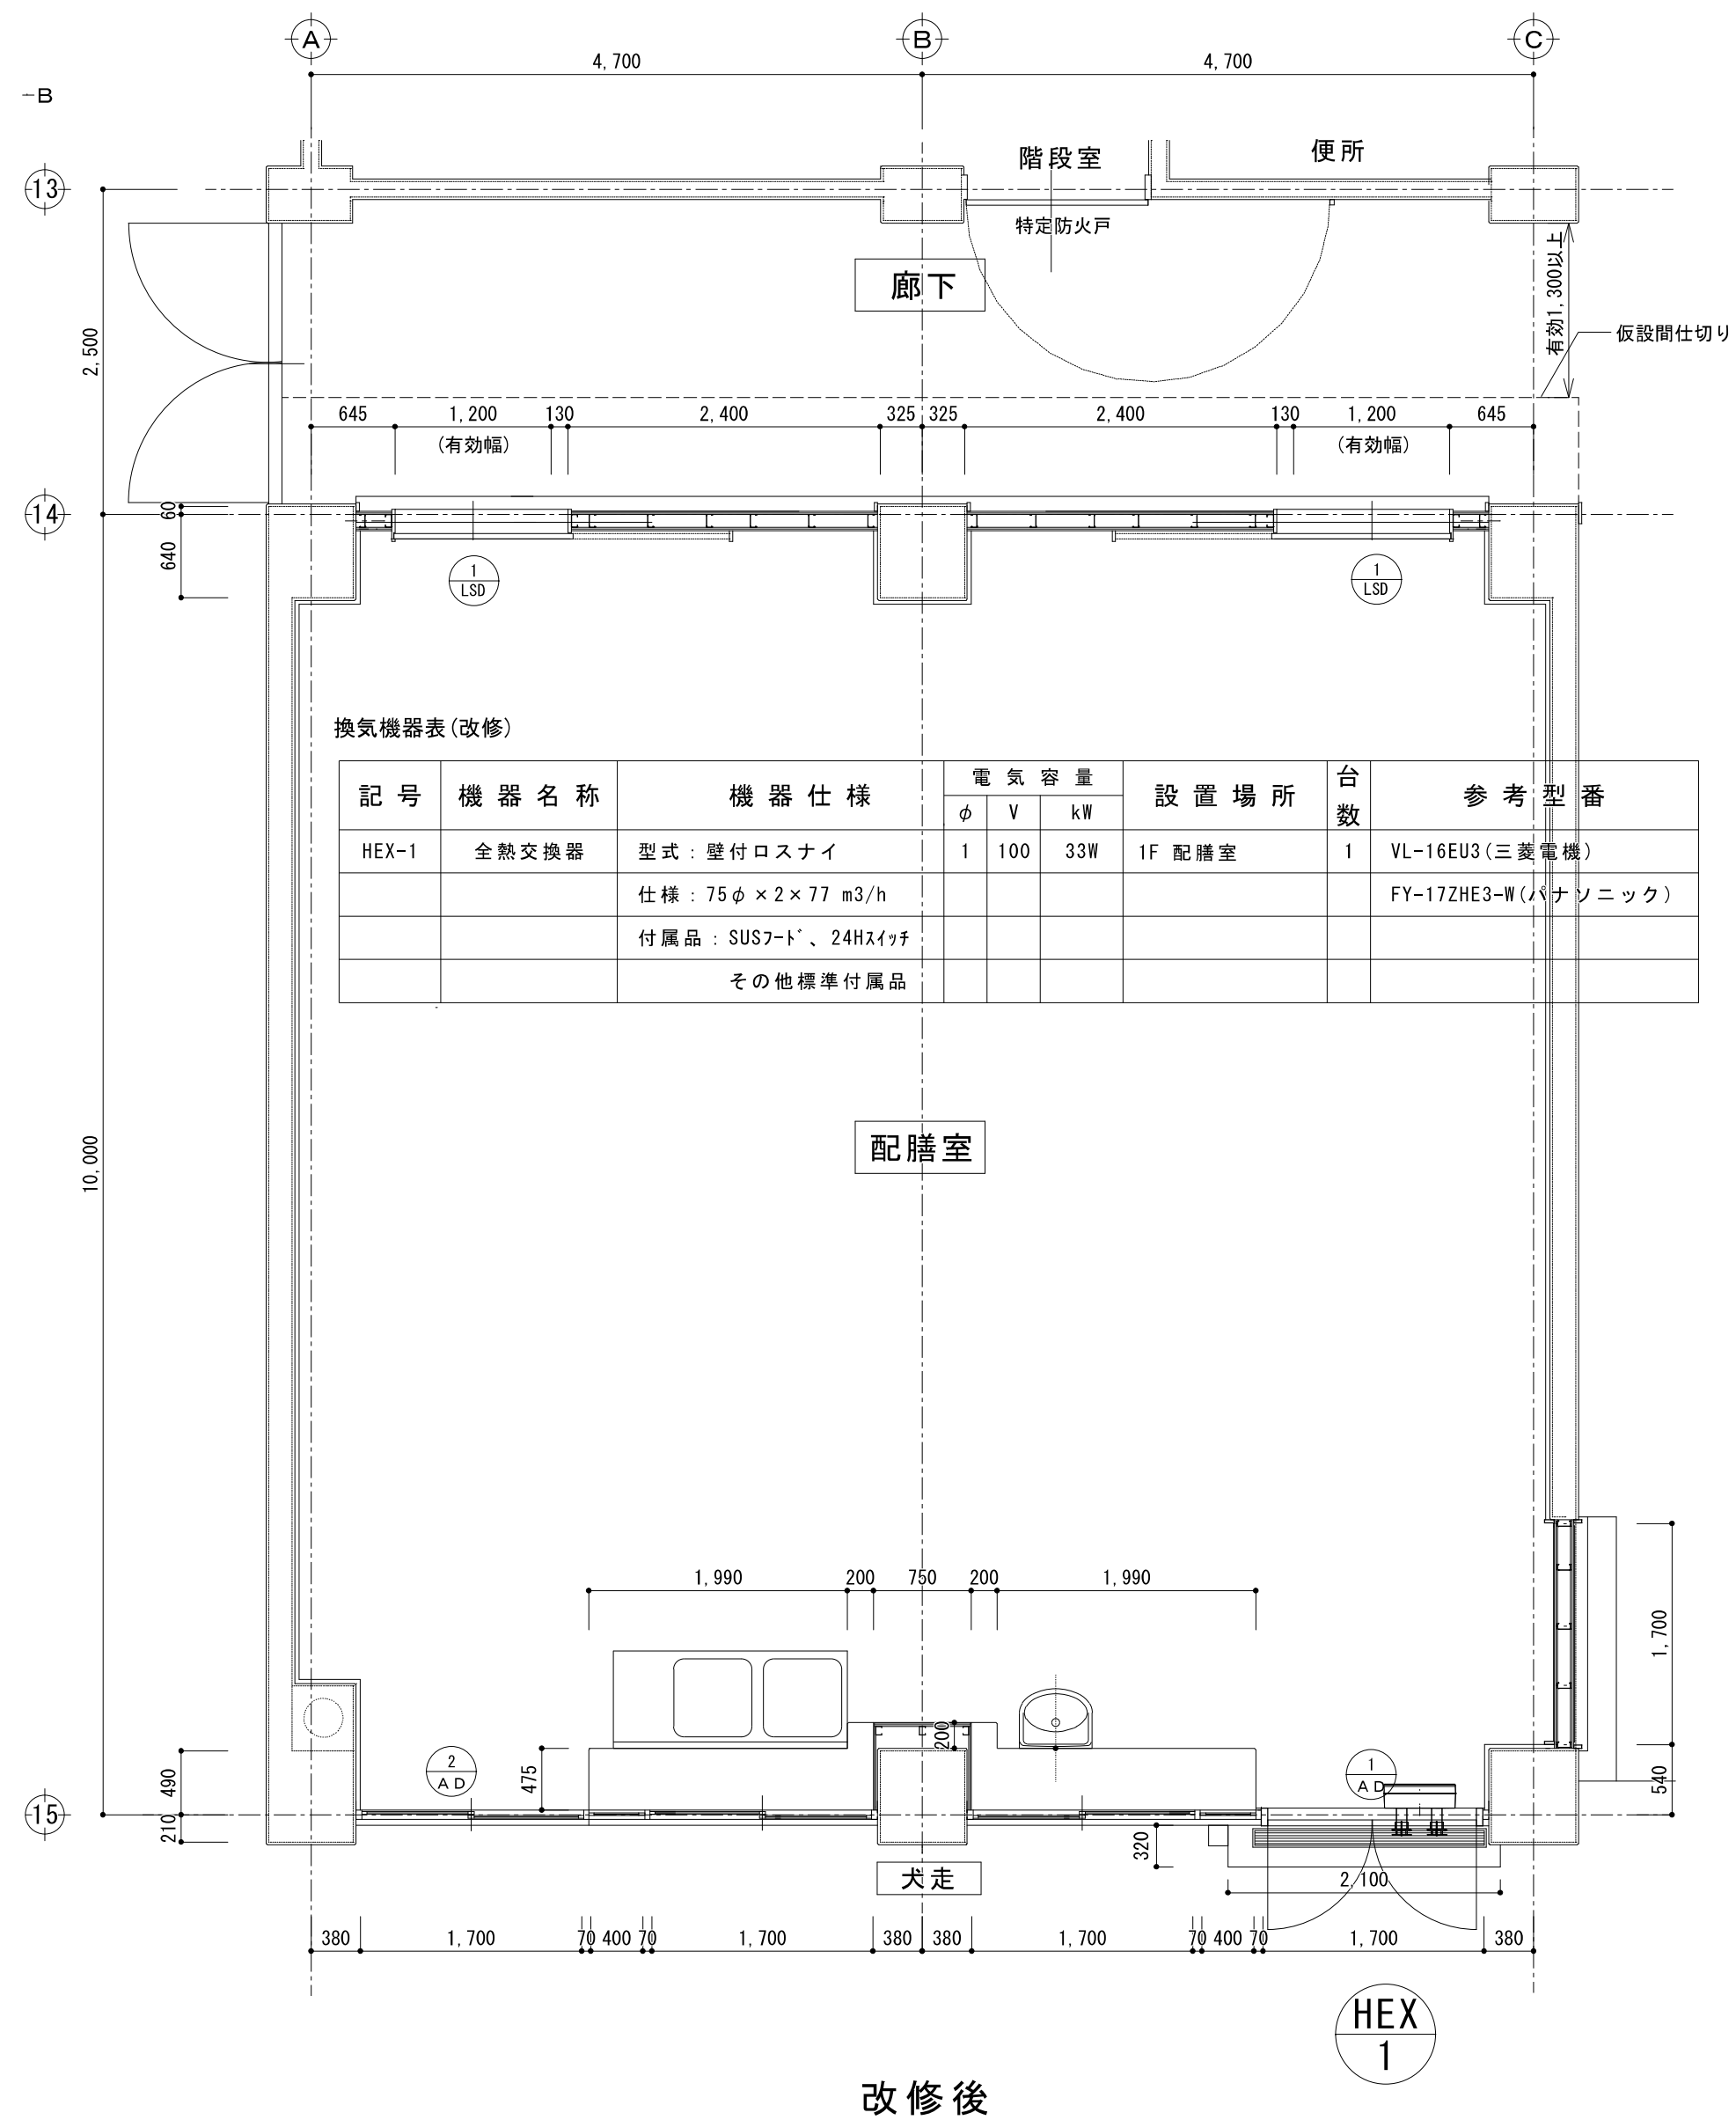 A B C
4,700 4,700
B
階段室
便所
13
特定防火戸
有効1,300以上
廊下
仮設間仕切り
2,500
645 1,200 130 2,400 325 325 2,400 130 1,200 645
(有効幅) (有効幅)
14
60
640
1
LSD
1
LSD
換気機器表(改修)
記号 機器名称 機器仕様 電気容量 設置場所 台数 参考型番
φ V kW
HEX-1 全熱交換器 型式：壁付ロスナイ 1 100 33W 1F 配膳室 1 VL-16EU3(三菱電機)
仕様：75φ×2×77 m3/h FY-17ZHE3-W(パナソニック)
付属品：SUSﾌｰﾄﾞ、24Hｽｲｯﾁ
その他標準付属品
10,000
配膳室
1,990 200 750 200 1,990
1,700
200
2
AD
475
1
AD
490
540
15
210
320
犬走
2,100
380 1,700 70 400 70 1,700 380 380 1,700 70 400 70 1,700 380
HEX
1
改修後